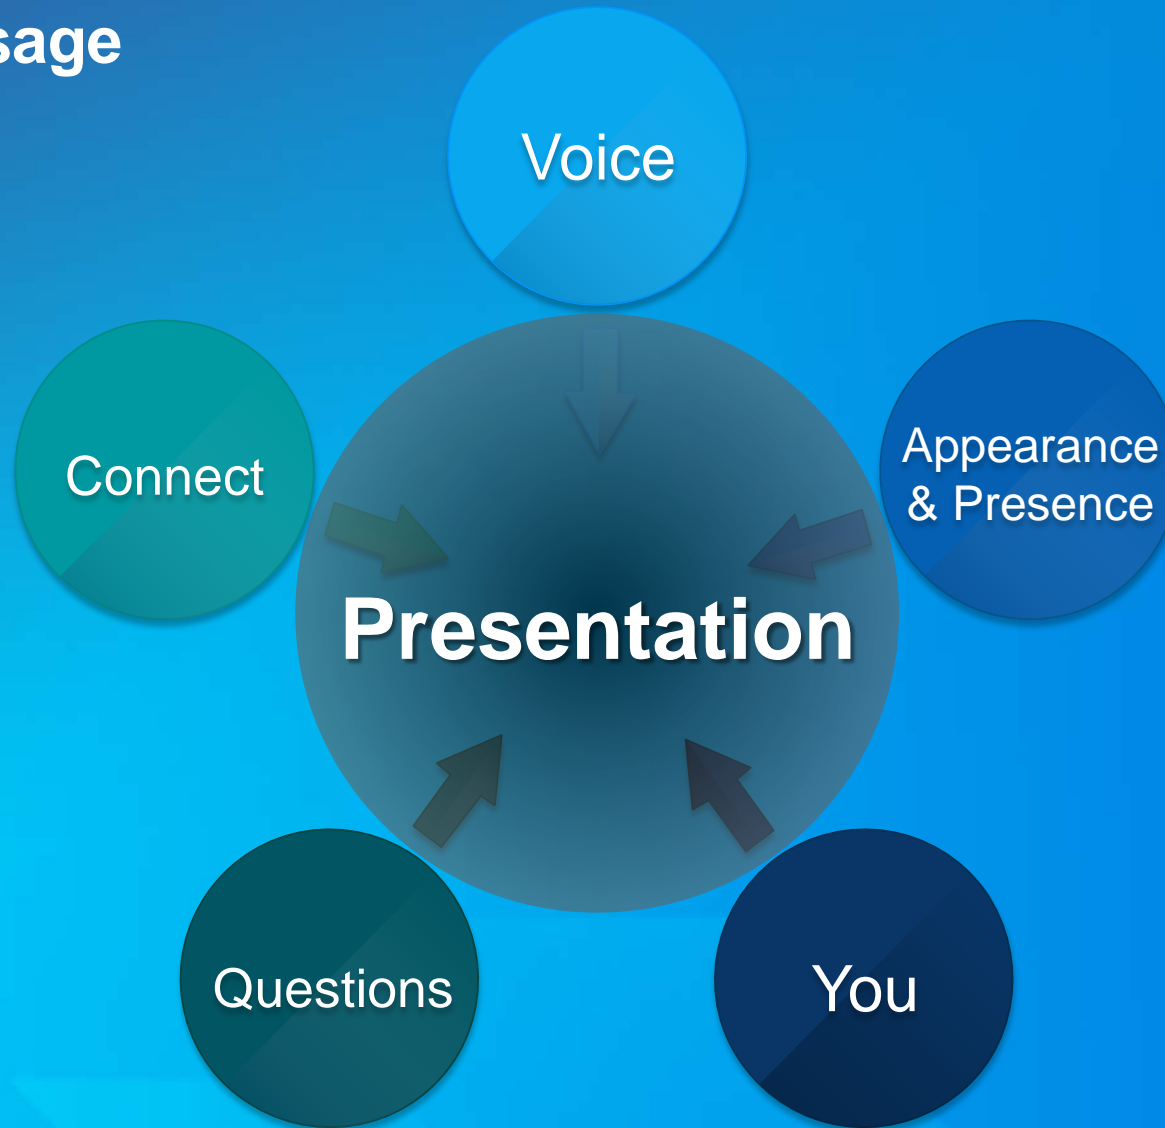 sage
Voice
Connect
Appearance
& Presence
Presentation
Questions
You